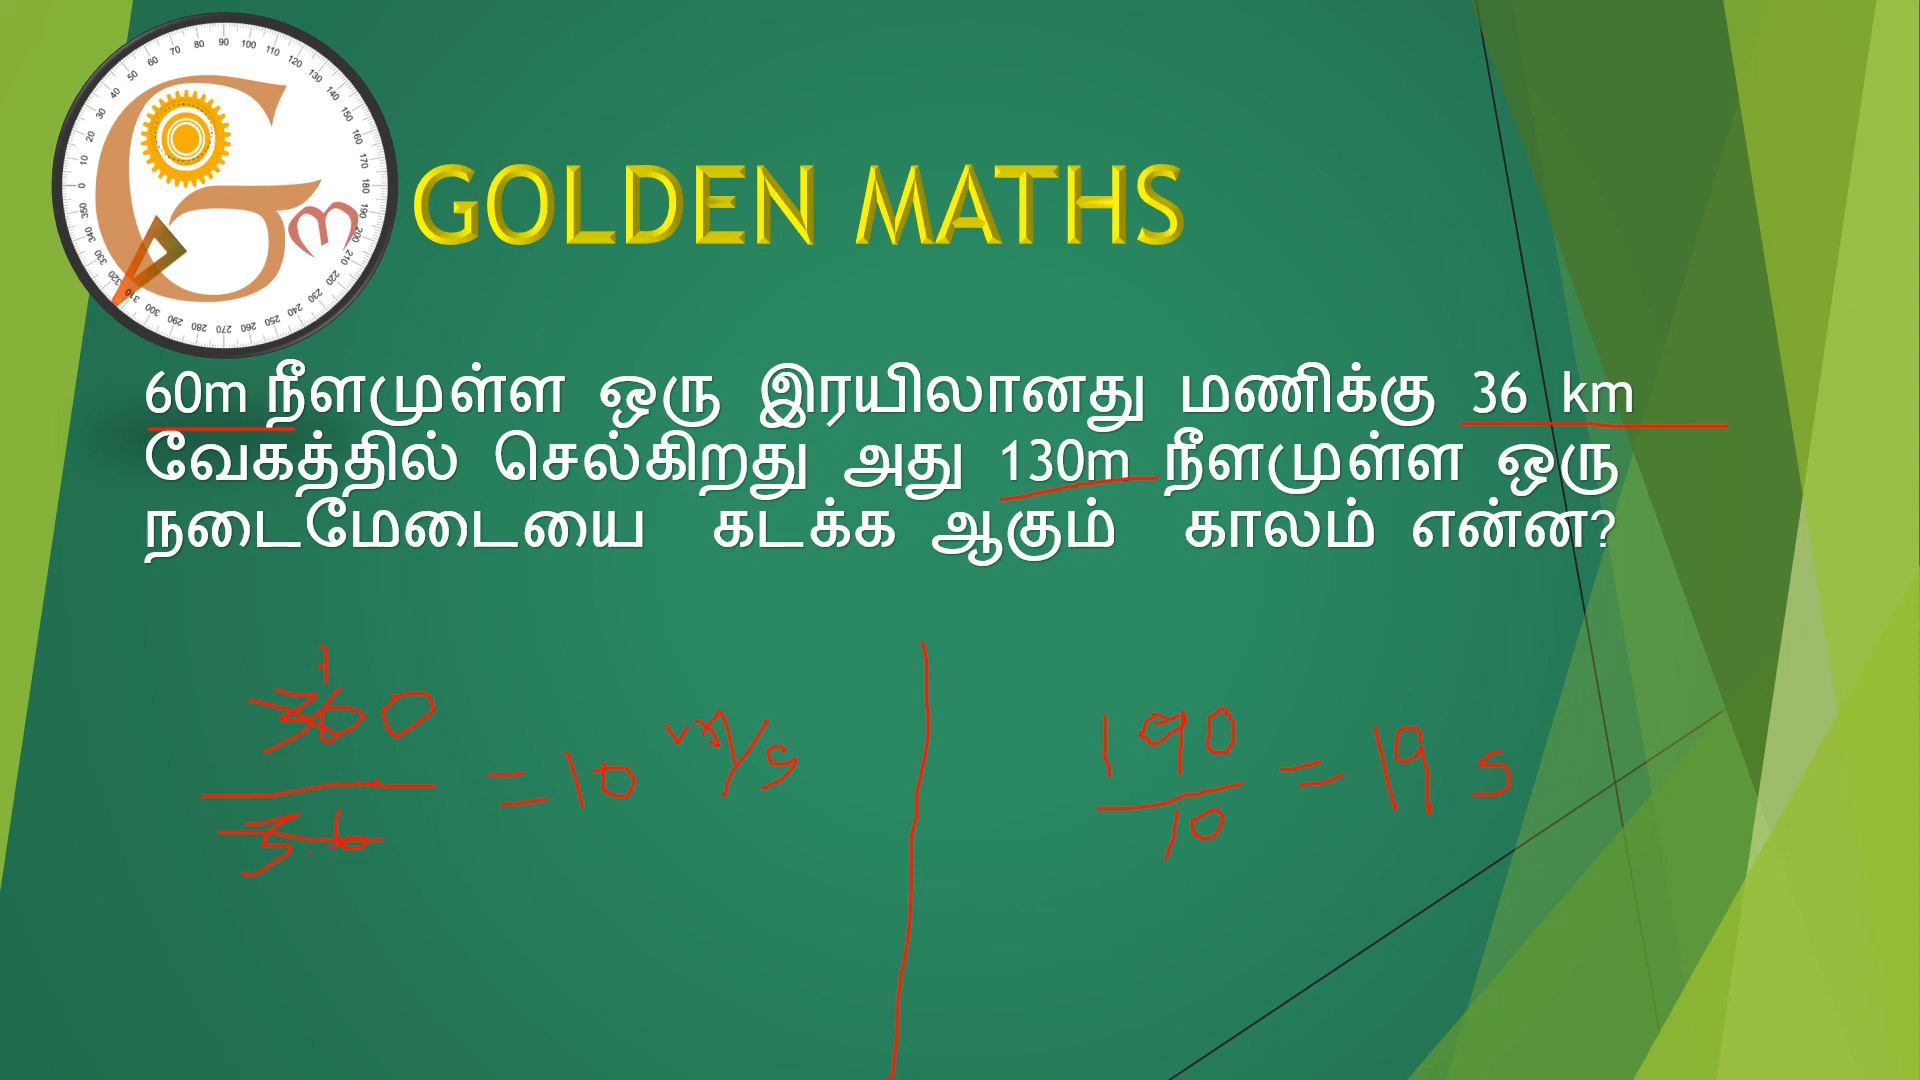 GOLDEN MATHS
60m நீளமுள்ள ஒரு இரயிலானது மணிக்கு 36 km
வேகத்தில் செல்கிறது அது 130m நீளமுள்ள ஒரு
நடைமேடையை கடக்க ஆகும் காலம் என்ன?
1
360
3.6
= 10 m/s
190
10
= 19 s